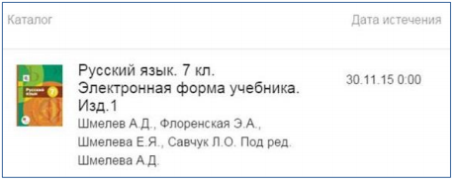 Каталог Дата истечения
Русский язык. 7 кл. 30.11.15 0:00
Электронная форма учебника.
Изд.1
Шмелев А.Д., Флоренская Э.А.,
Шмелева Е.Я., Савчук Л.О. Под ред.
Шмелева А.Д.